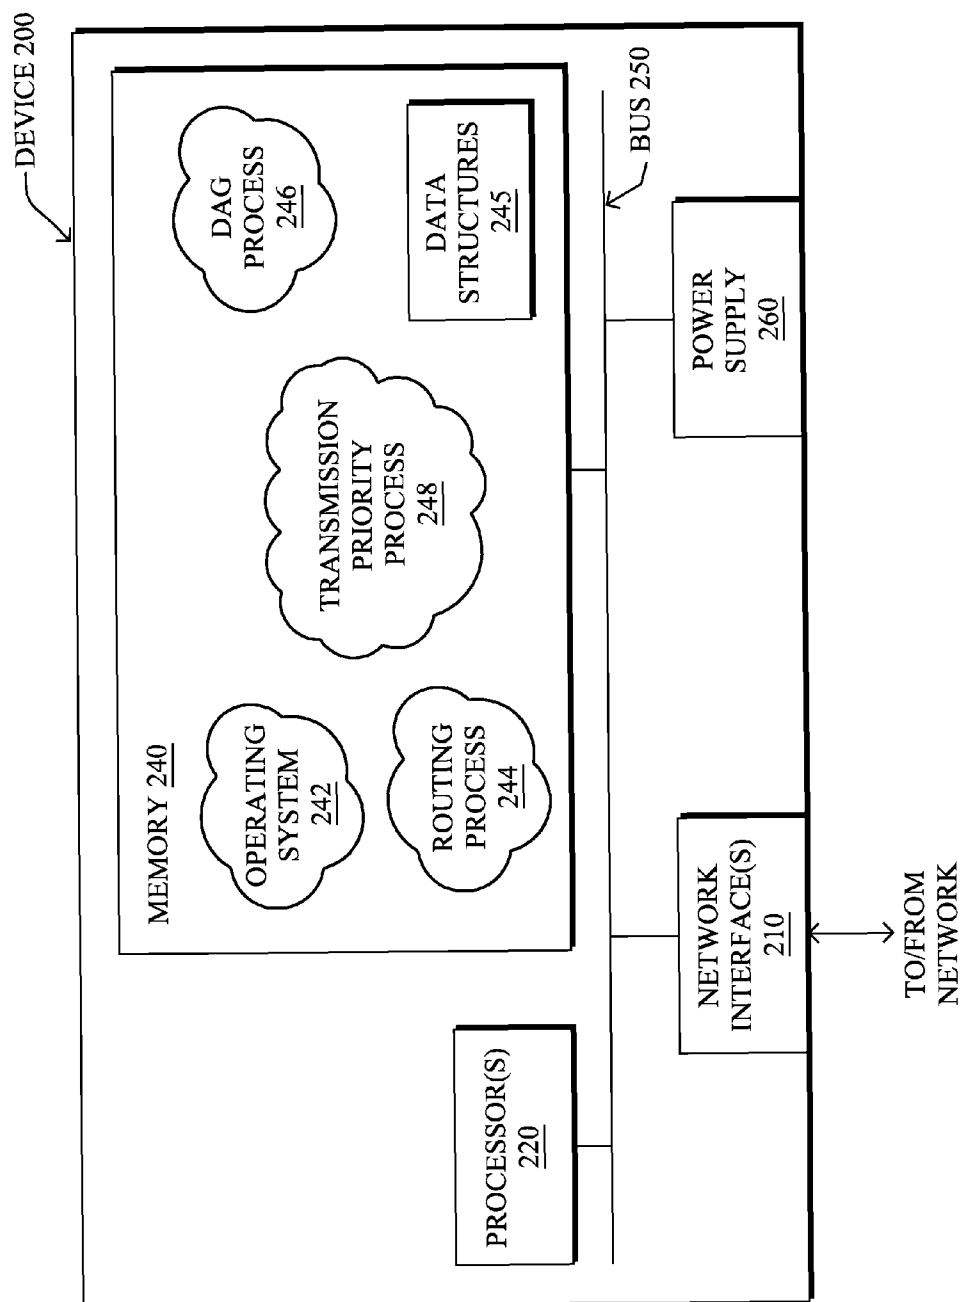 DEVICE 200
MEMORY 240
OPERATING
SYSTEM
242
ROUTING
PROCESS
244
TRANSMISSION
PRIORITY
PROCESS
248
DAG
PROCESS
246
DATA
STRUCTURES
245
PROCESSOR(S)
220
BUS 250
NETWORK
INTERFACE(S)
210
POWER
SUPPLY
260
TO/FROM
NETWORK